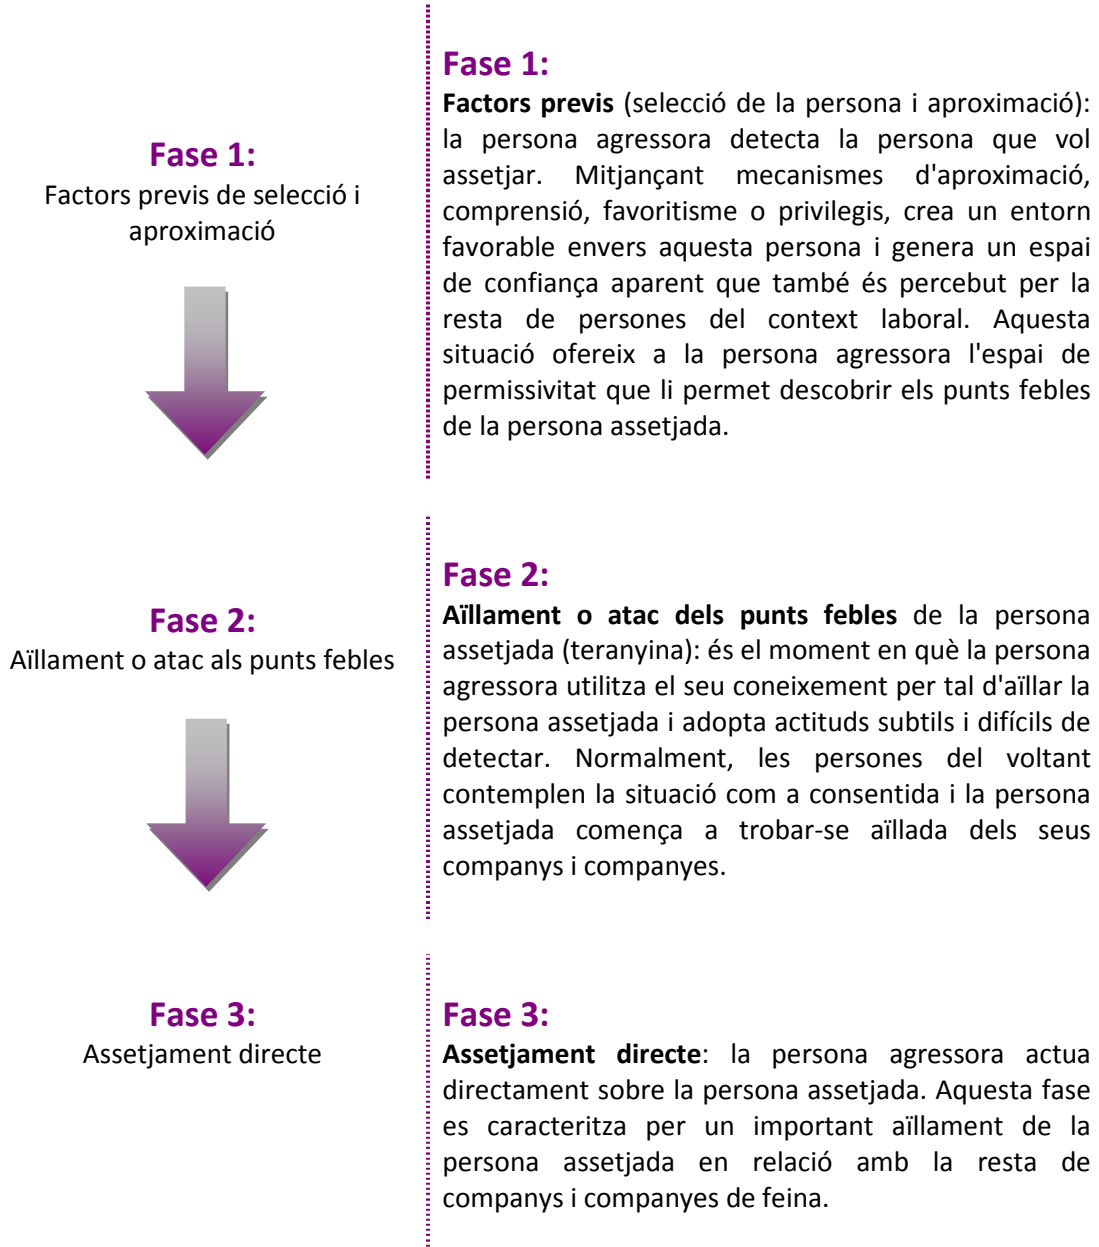 Fase 1:
Factors previs de selecció i
aproximació
Fase 1:
Factors previs (selecció de la persona i aproximació):
la persona agressora detecta la persona que vol
assetjar. Mitjançant mecanismes d'aproximació,
comprensió, favoritisme o privilegis, crea un entorn
favorable envers aquesta persona i genera un espai
de confiança aparent que també és percebut per la
resta de persones del context laboral. Aquesta
situació ofereix a la persona agressora l'espai de
permissivitat que li permet descobrir els punts febles
de la persona assetjada.
Fase 2:
Aïllament o atac als punts febles
Fase 2:
Aïllament o atac dels punts febles de la persona
assetjada (teranyina): és el moment en què la persona
agressora utilitza el seu coneixement per tal d'aïllar la
persona assetjada i adopta actituds subtils i difícils de
detectar. Normalment, les persones del voltant
contemplen la situació com a consentida i la persona
assetjada comença a trobar-se aïllada dels seus
companys i companyes.
Fase 3:
Assetjament directe
Fase 3:
Assetjament directe: la persona agressora actua
directament sobre la persona assetjada. Aquesta fase
es caracteritza per un important aïllament de la
persona assetjada en relació amb la resta de
companys i companyes de feina.